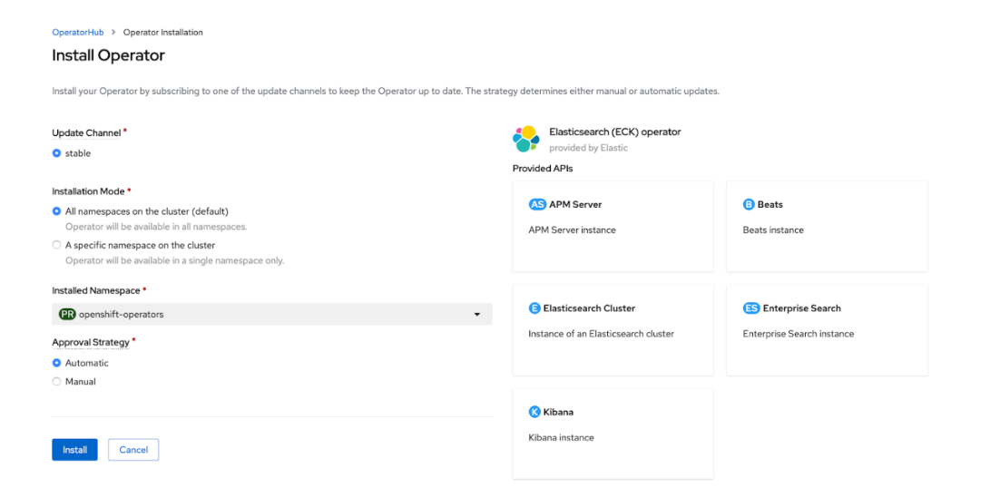 OperatorHub > Operator Installation
Install Operator
Install your Operator by subscribing to one of the update channels to keep the Operator up to date. The strategy determines either manual or automatic updates.
Update Channel *
stable
Installation Mode *
All namespaces on the cluster (default)
Operator will be available in all namespaces.
A specific namespace on the cluster
Operator will be available in a single namespace only.
Installed Namespace *
PR openshift-operators
Approval Strategy *
Automatic
Manual
Install Cancel
Elasticsearch (ECK) operator
provided by Elastic
Provided APIs
AS APM Server
APM Server instance
B Beats
Beats instance
E Elasticsearch Cluster
Instance of an Elasticsearch cluster
ES Enterprise Search
Enterprise Search instance
K Kibana
Kibana instance